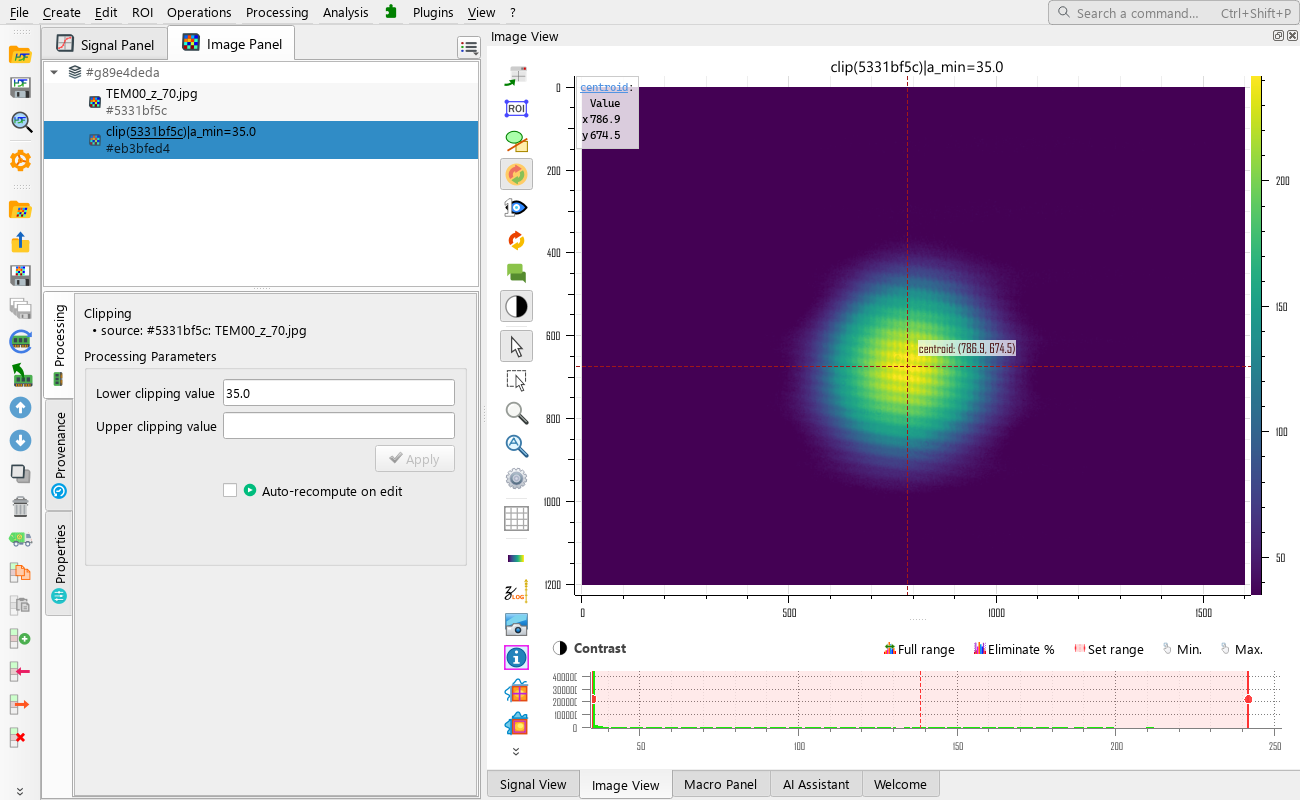 File Create Edit ROI Operations Processing Analysis Plugins View ?
Search a command… Ctrl+Shift+P
Signal Panel
Image Panel
#g89e4deda
TEM00_z_70.jpg
#5331bf5c
clip(5331bf5c)|a_min=35.0
#eb3bfed4
Processing
Provenance
Properties
Clipping
• source: #5331bf5c: TEM00_z_70.jpg
Processing Parameters
Lower clipping value 35.0
Upper clipping value
Apply
Auto-recompute on edit
Image View
ROI
LOG
clip(5331bf5c)|a_min=35.0
centroid:
Value
x 786.9
y 674.5
centroid: (786.9, 674.5)
0
200
400
600
800
1000
1200
0 500 1000 1500
200
150
100
50
Contrast
Full range
Eliminate %
Set range
Min.
Max.
400000
300000
200000
100000
0
50 100 150 200 250
Signal View
Image View
Macro Panel
AI Assistant
Welcome